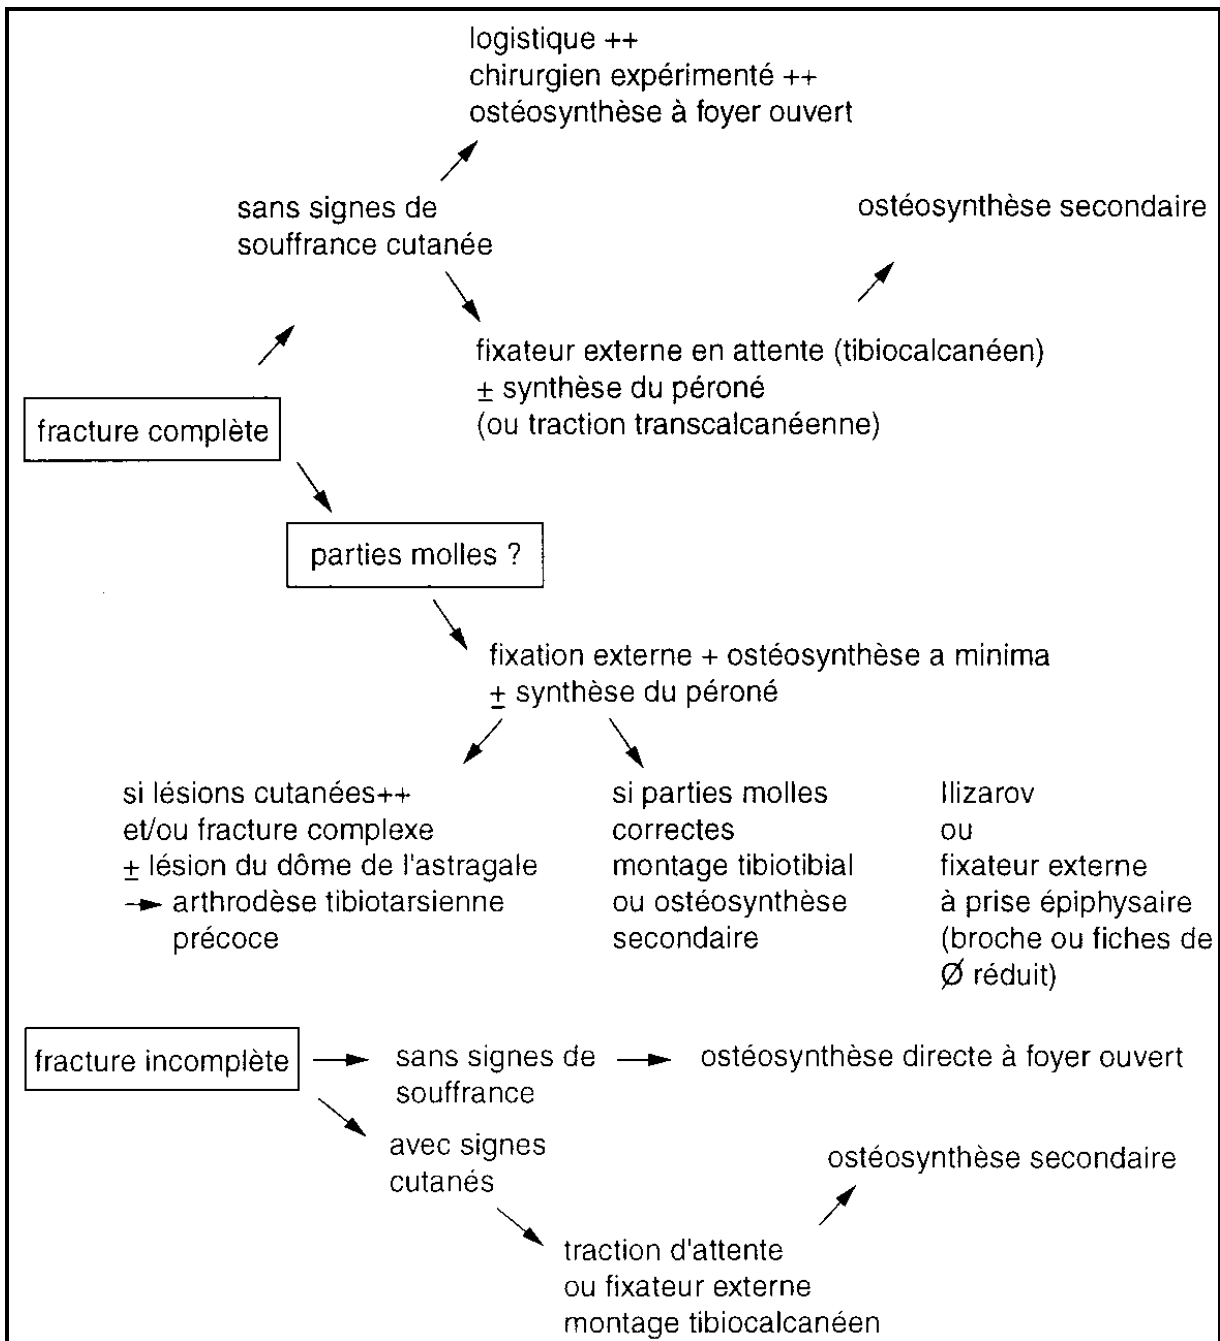 logistique ++
chirurgien expérimenté ++
ostéosynthèse à foyer ouvert
sans signes de
souffrance cutanée
ostéosynthèse secondaire
fixateur externe en attente (tibiocalcanéen)
± synthèse du péroné
(ou traction transcalcanéenne)
fracture complète
parties molles ?
fixation externe + ostéosynthèse a minima
± synthèse du péroné
si lésions cutanées++
et/ou fracture complexe
± lésion du dôme de l'astragale
→ arthrodèse tibiotarsienne
précoce
si parties molles
correctes
montage tibiotibial
ou ostéosynthèse
secondaire
Ilizarov
ou
fixateur externe
à prise épiphysaire
(broche ou fiches de
Ø réduit)
fracture incomplète
sans signes de
souffrance
ostéosynthèse directe à foyer ouvert
avec signes
cutanés
ostéosynthèse secondaire
traction d'attente
ou fixateur externe
montage tibiocalcanéen